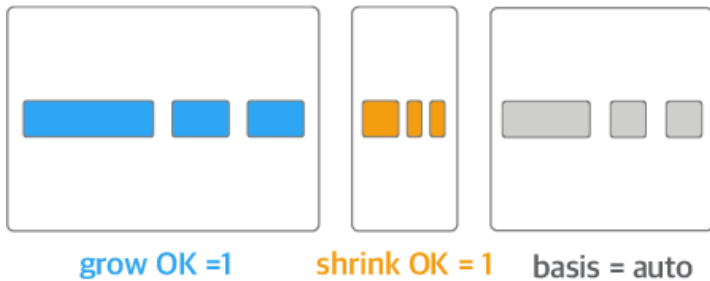 grow OK =1
shrink OK = 1
basis = auto